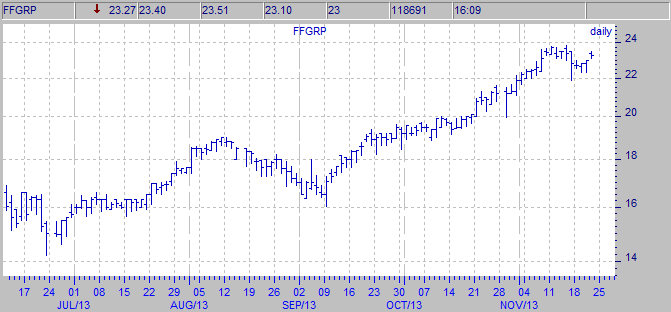 FFGRP 23.27 23.40 23.51 23.10 23 118691 16:09
FFGRP daily
24
22
20
18
16
14
17 24 01 08 15 22 29 05 12 19 26 02 09 16 23 30 07 14 21 28 04 11 18 25
JUL/13 AUG/13 SEP/13 OCT/13 NOV/13